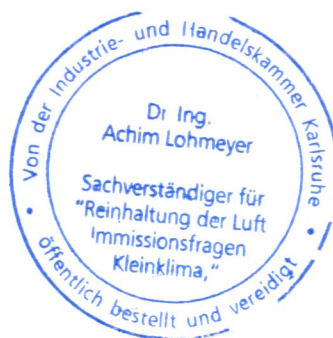 Von der Industrie- und Handelskammer Karlsruhe
Dr Ing.
Achim Lohmeyer
Sachverständiger für
"Reinhaltung der Luft
Immissionsfragen
Kleinklima,"
• öffentlich bestellt und vereidigt •